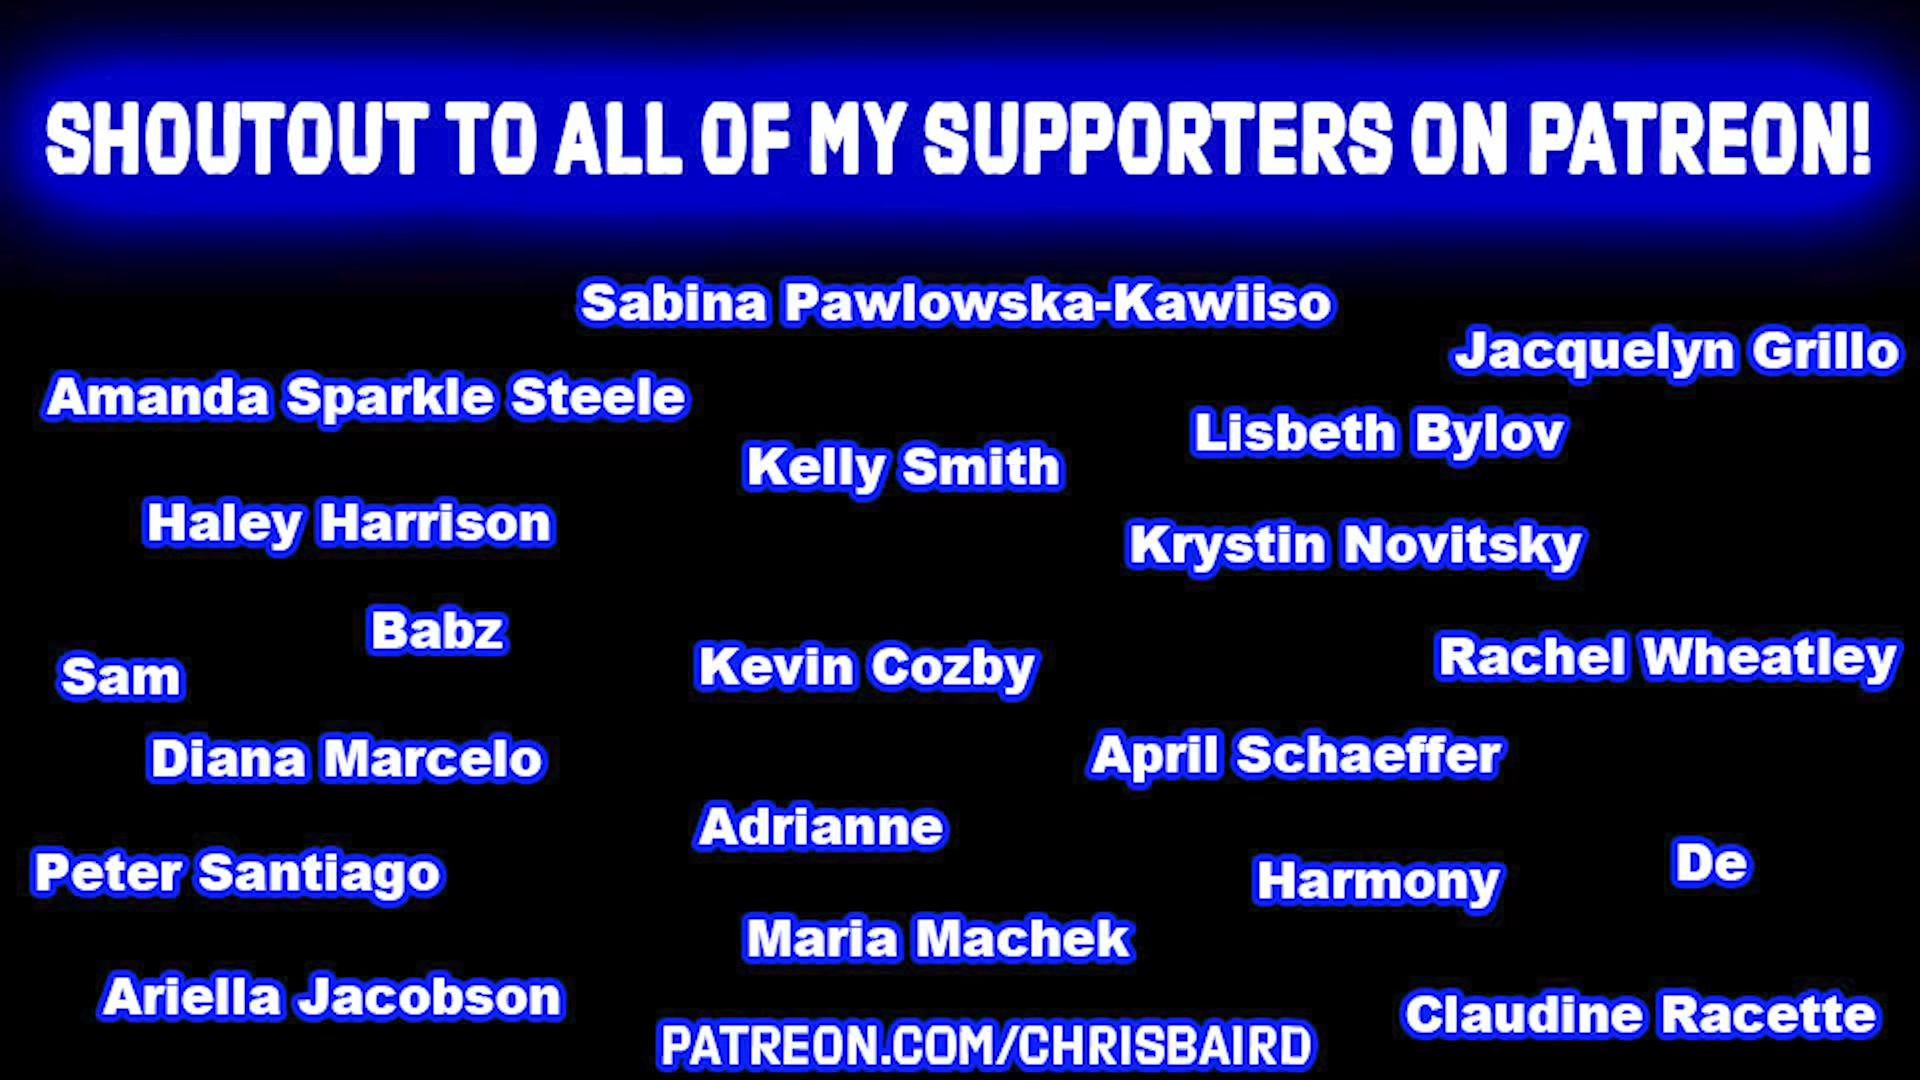 SHOUTOUT TO ALL OF MY SUPPORTERS ON PATREON!
Sabina Pawlowska-Kawiiso
Jacquelyn Grillo
Amanda Sparkle Steele
Lisbeth Bylov
Kelly Smith
Haley Harrison
Krystin Novitsky
Babz
Sam
Kevin Cozby
Rachel Wheatley
Diana Marcelo
April Schaeffer
Adrianne
Peter Santiago
Harmony
De
Maria Machek
Ariella Jacobson
Claudine Racette
PATREON.COM/CHRISBAIRD